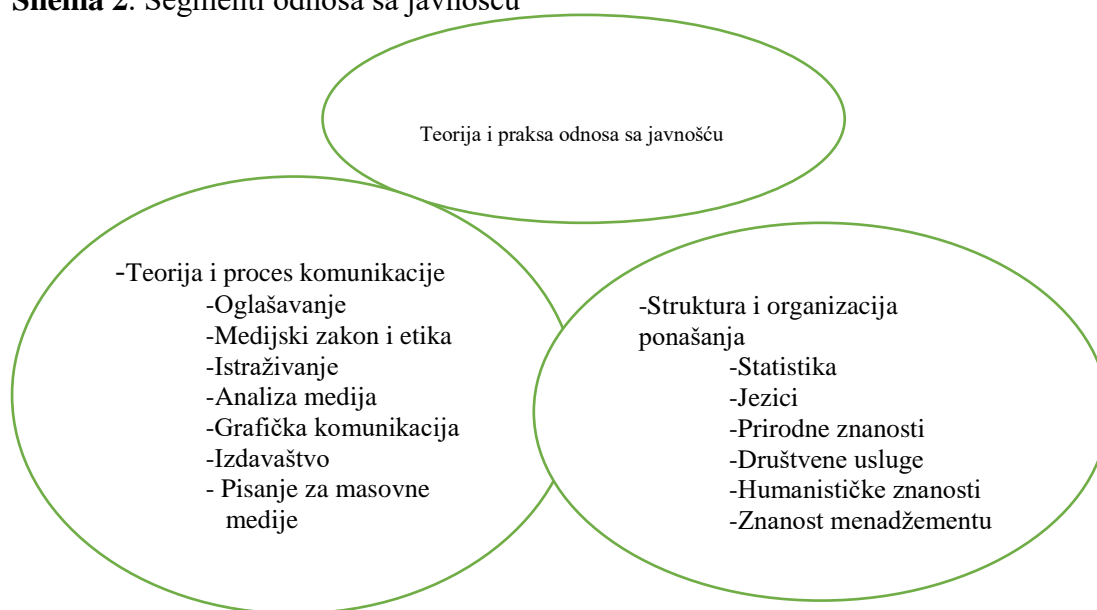 Shema 2: Segmenti odnosa sa javnošću
Teorija i praksa odnosa sa javnošću
-Teorija i proces komunikacije
-Oglašavanje
-Medijski zakon i etika
-Istraživanje
-Analiza medija
-Grafička komunikacija
-Izdavaštvo
- Pisanje za masovne
medije
-Struktura i organizacija
ponašanja
-Statistika
-Jezici
-Prirodne znanosti
-Društvene usluge
-Humanističke znanosti
-Znanost menadžementu